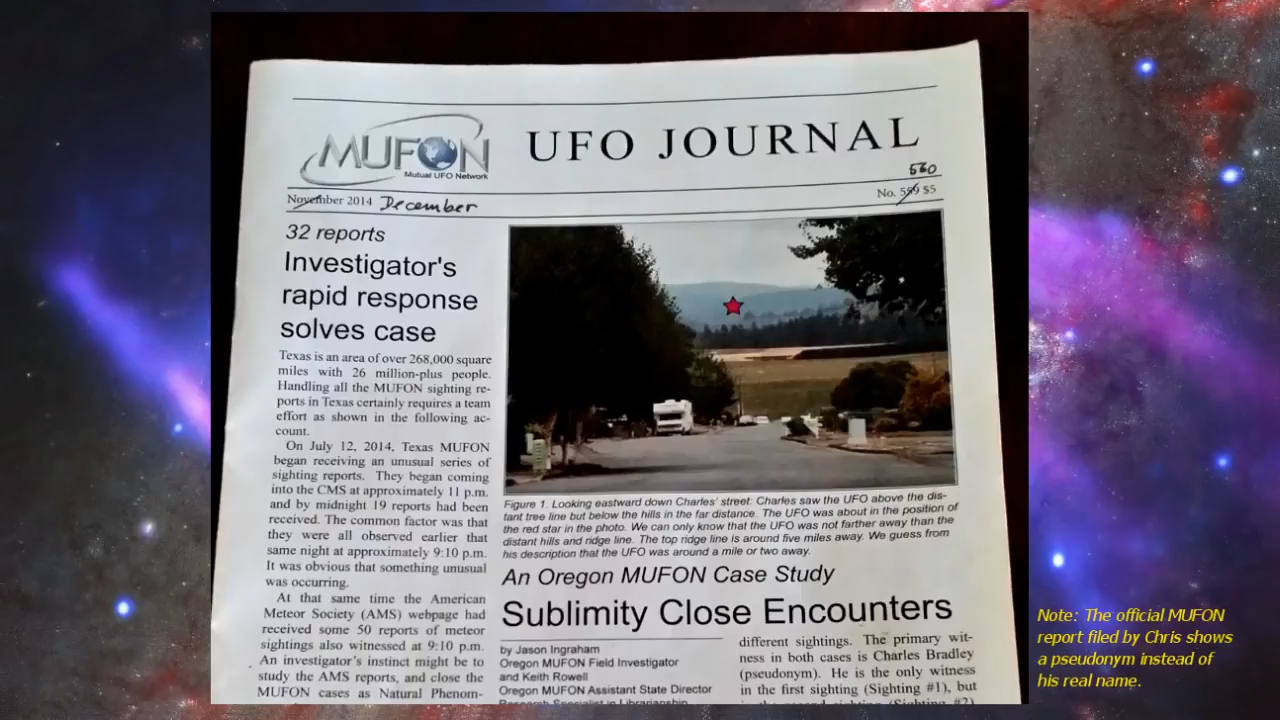 MUFON
Mutual UFO Network
UFO JOURNAL
560
November 2014 December
No. 559 $5
32 reports
Investigator's
rapid response
solves case
Texas is an area of over 268,000 square
miles with 26 million-plus people.
Handling all the MUFON sighting re-
ports in Texas certainly requires a team
effort as shown in the following ac-
count.
On July 12, 2014, Texas MUFON
began receiving an unusual series of
sighting reports. They began coming
into the CMS at approximately 11 p.m.
and by midnight 19 reports had been
received. The common factor was that
they were all observed earlier that
same night at approximately 9:10 p.m.
It was obvious that something unusual
was occurring.
At that same time the American
Meteor Society (AMS) webpage had
received some 50 reports of meteor
sightings also witnessed at 9:10 p.m.
An investigator's instinct might be to
study the AMS reports, and close the
MUFON cases as Natural Phenom-
Figure 1. Looking eastward down Charles' street: Charles saw the UFO above the dis-
tant tree line but below the hills in the far distance. The UFO was about in the position of
the red star in the photo. We can only know that the UFO was not farther away than the
distant hills and ridge line. The top ridge line is around five miles away. We guess from
his description that the UFO was around a mile or two away.
An Oregon MUFON Case Study
Sublimity Close Encounters
by Jason Ingraham
Oregon MUFON Field Investigator
and Keith Rowell
Oregon MUFON Assistant State Director
Research Specialist in Librarianship
different sightings. The primary wit-
ness in both cases is Charles Bradley
(pseudonym). He is the only witness
in the first sighting (Sighting #1), but
in the second sighting (Sighting #2)
Note: The official MUFON
report filed by Chris shows
a pseudonym instead of
his real name.